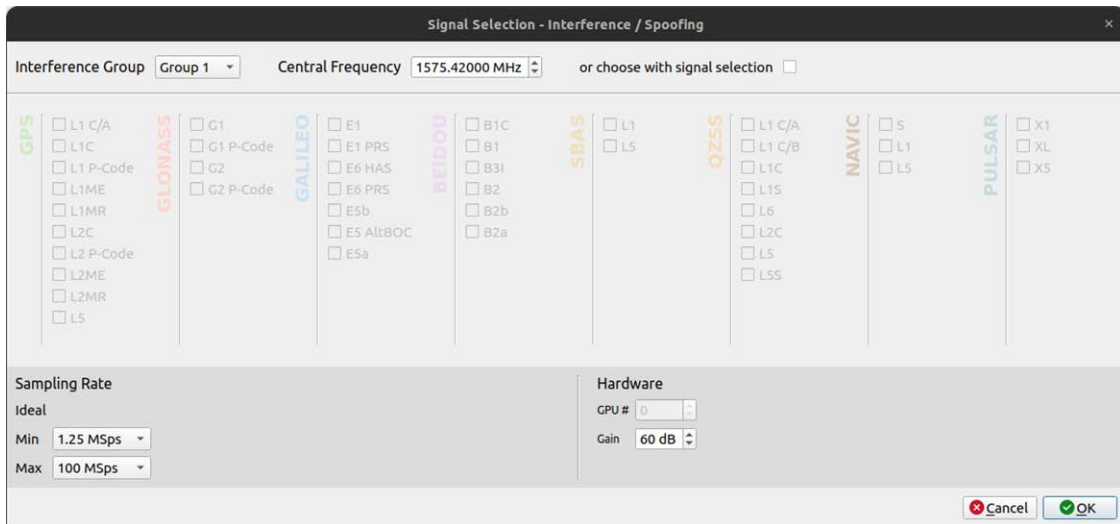 Signal Selection - Interference / Spoofing
Interference Group Group 1 Central Frequency 1575.42000 MHz or choose with signal selection
GPS
L1 C/A
L1C
L1 P-Code
L1ME
L1MR
L2C
L2 P-Code
L2ME
L2MR
L5
GLONASS
G1
G1 P-Code
G2
G2 P-Code
GALILEO
E1
E1 PRS
E6 HAS
E6 PRS
E5b
E5 AltBOC
E5a
BEIDOU
B1C
B1
B3I
B2
B2b
B2a
SBAS
L1
L5
QZSS
L1 C/A
L1 C/B
L1C
L1S
L6
L2C
L5
L5S
NAVIC
S
L1
L5
PULSAR
X1
XL
X5
Sampling Rate
Ideal
Min 1.25 MSps
Max 100 MSps
Hardware
GPU # 0
Gain 60 dB
Cancel OK